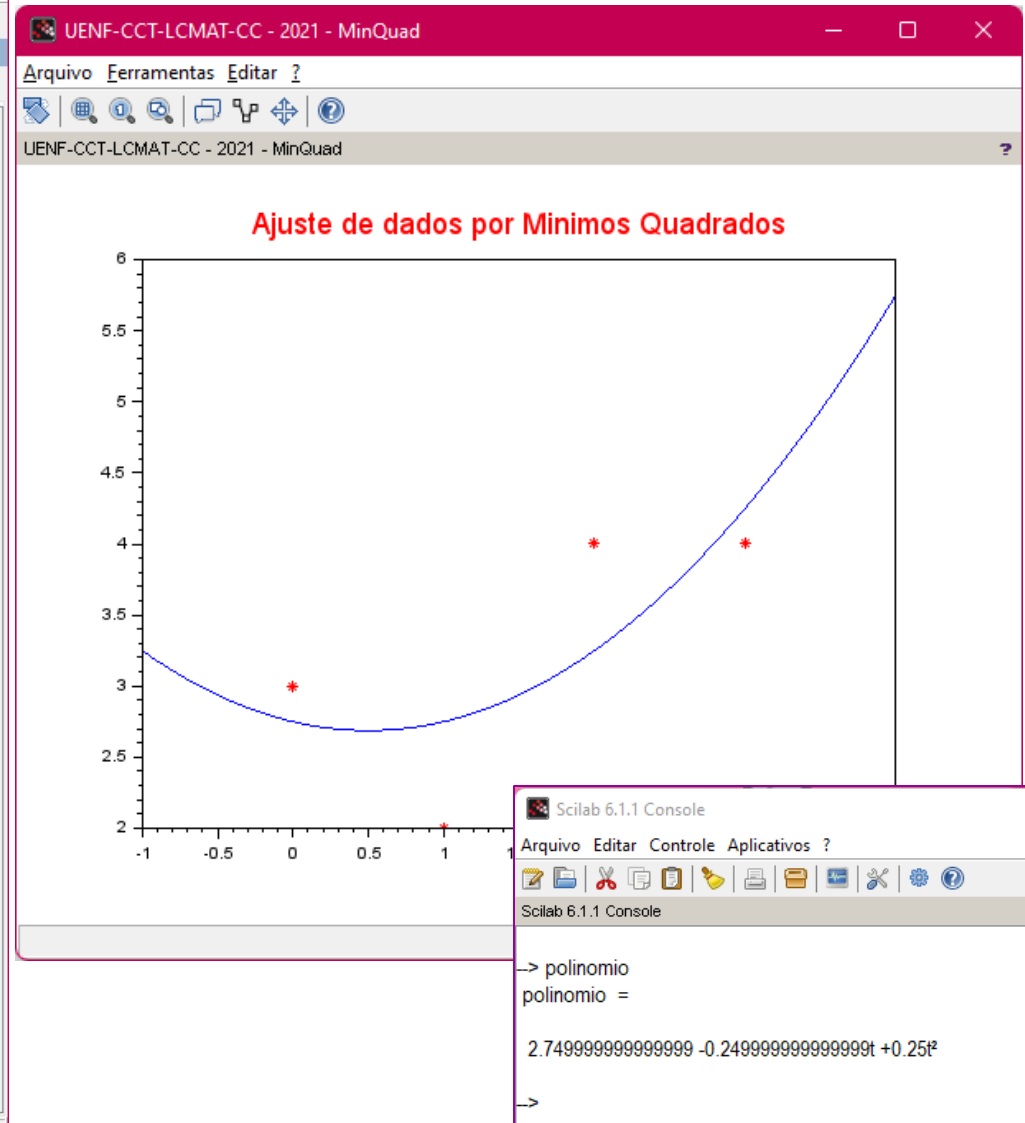 UENF-CCT-LCMAT-CC - 2021 - MinQuad
Arquivo Ferramentas Editar ?
UENF-CCT-LCMAT-CC - 2021 - MinQuad ?
Ajuste de dados por Minimos Quadrados
6
5.5
5
4.5
4
3.5
3
2.5
2
-1 -0.5 0 0.5 1
Scilab 6.1.1 Console
Arquivo Editar Controle Aplicativos ?
Scilab 6.1.1 Console
--> polinomio
polinomio =
2.749999999999999 -0.249999999999999t +0.25t²
-->